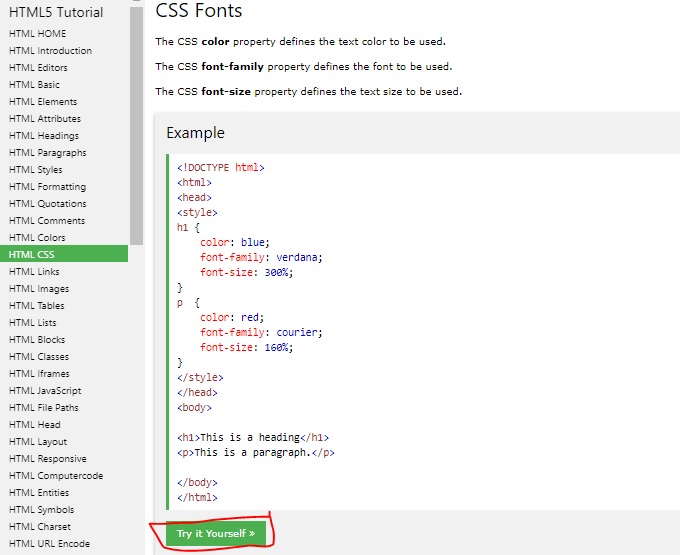 HTML5 Tutorial
HTML HOME
HTML Introduction
HTML Editors
HTML Basic
HTML Elements
HTML Attributes
HTML Headings
HTML Paragraphs
HTML Styles
HTML Formatting
HTML Quotations
HTML Comments
HTML Colors
HTML CSS
HTML Links
HTML Images
HTML Tables
HTML Lists
HTML Blocks
HTML Classes
HTML Iframes
HTML JavaScript
HTML File Paths
HTML Head
HTML Layout
HTML Responsive
HTML Computercode
HTML Entities
HTML Symbols
HTML Charset
HTML URL Encode
CSS Fonts
The CSS color property defines the text color to be used.
The CSS font-family property defines the font to be used.
The CSS font-size property defines the text size to be used.
Example
<!DOCTYPE html>
<html>
<head>
<style>
h1 {
    color: blue;
    font-family: verdana;
    font-size: 300%;
}
p  {
    color: red;
    font-family: courier;
    font-size: 160%;
}
</style>
</head>
<body>

<h1>This is a heading</h1>
<p>This is a paragraph.</p>

</body>
</html>
Try it Yourself »